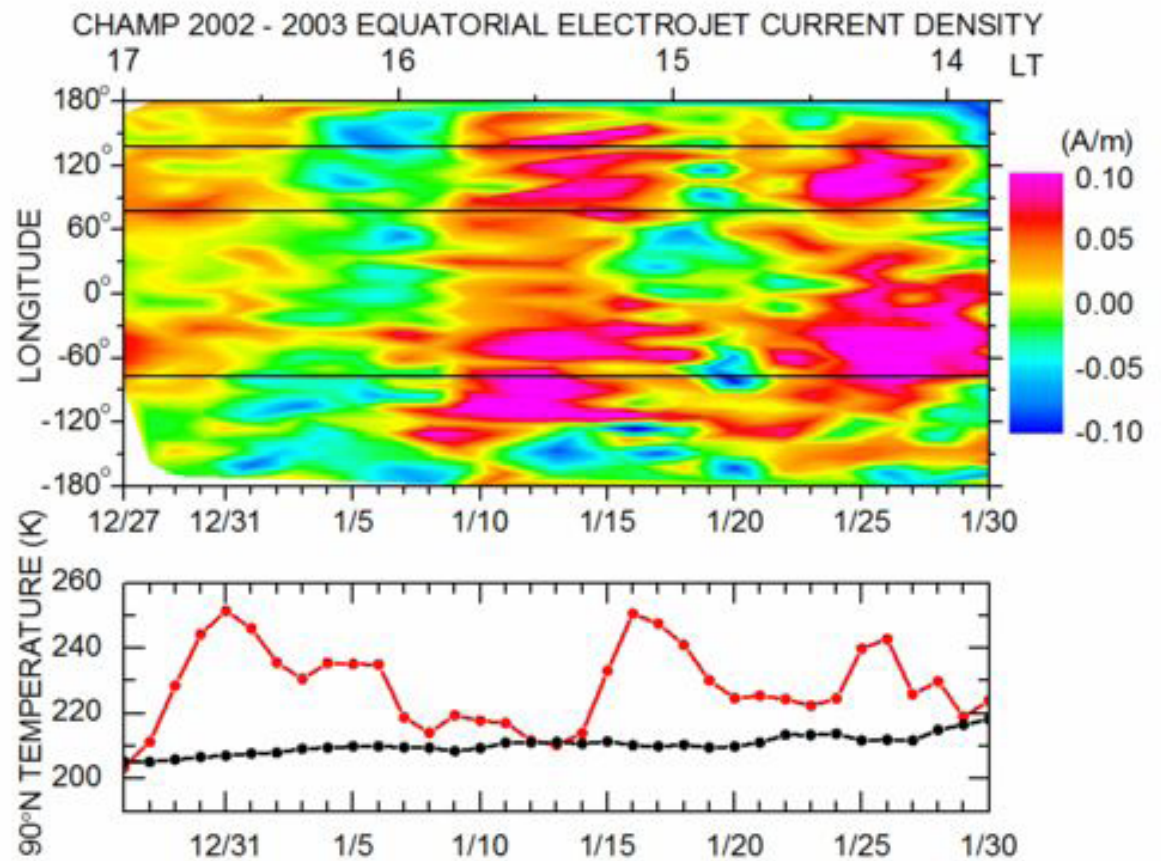 CHAMP 2002 - 2003 EQUATORIAL ELECTROJET CURRENT DENSITY
17 16 15 14 LT
180°
120°
60°
0°
-60°
-120°
-180°
LONGITUDE
(A/m)
0.10
0.05
0.00
-0.05
-0.10
12/27 12/31 1/5 1/10 1/15 1/20 1/25 1/30
90°N TEMPERATURE (K)
260
240
220
200
12/31 1/5 1/10 1/15 1/20 1/25 1/30